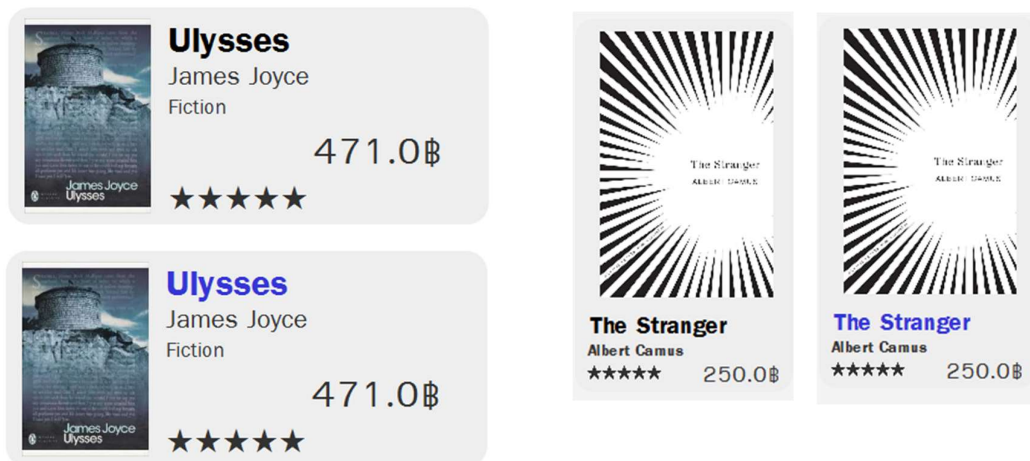 Ulysses
James Joyce
Fiction
471.0฿
★★★★★
James Joyce
Ulysses
Ulysses
James Joyce
Fiction
471.0฿
★★★★★
James Joyce
Ulysses
The Stranger
ALBERT CAMUS
The Stranger
Albert Camus
★★★★★ 250.0฿
The Stranger
ALBERT CAMUS
The Stranger
Albert Camus
★★★★★ 250.0฿